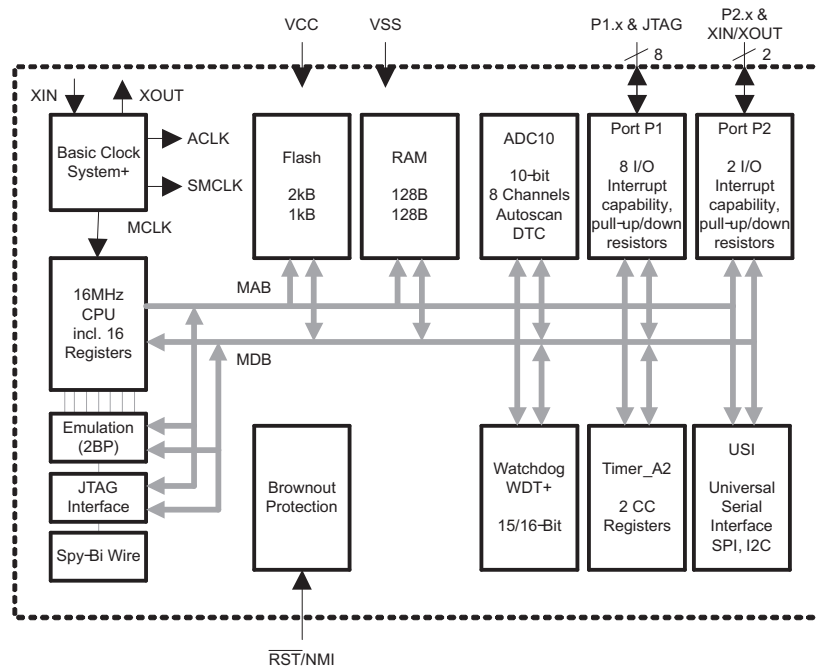 VCC
VSS
P1.x & JTAG
8
P2.x &
XIN/XOUT
2
XIN
XOUT
Basic Clock
System+
ACLK
SMCLK
MCLK
Flash
2kB
1kB
RAM
128B
128B
ADC10
10-bit
8 Channels
Autoscan
DTC
Port P1
8 I/O
Interrupt
capability,
pull-up/down
resistors
Port P2
2 I/O
Interrupt
capability,
pull-up/down
resistors
16MHz
CPU
incl. 16
Registers
MAB
MDB
Emulation
(2BP)
JTAG
Interface
Spy-Bi Wire
Brownout
Protection
Watchdog
WDT+
15/16-Bit
Timer_A2
2 CC
Registers
USI
Universal
Serial
Interface
SPI, I2C
RST/NMI